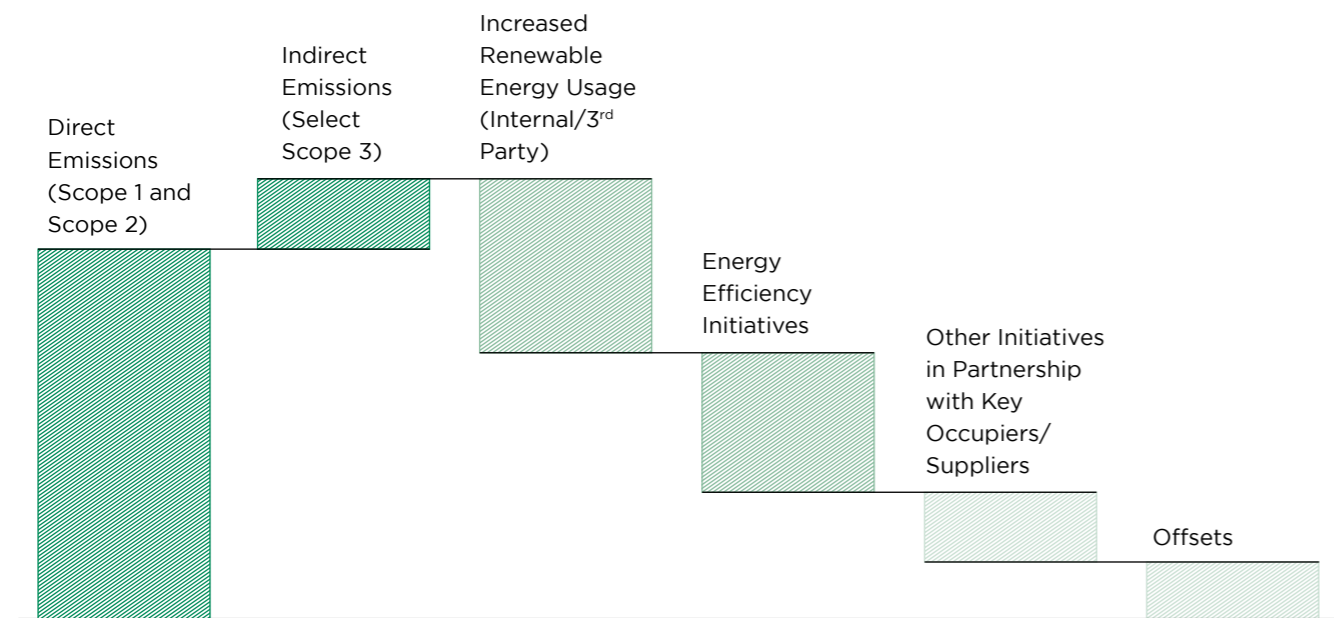 Direct
Emissions
(Scope 1 and
Scope 2)
Indirect
Emissions
(Select
Scope 3)
Increased
Renewable
Energy Usage
(Internal/3rd
Party)
Energy
Efficiency
Initiatives
Other Initiatives
in Partnership
with Key
Occupiers/
Suppliers
Offsets